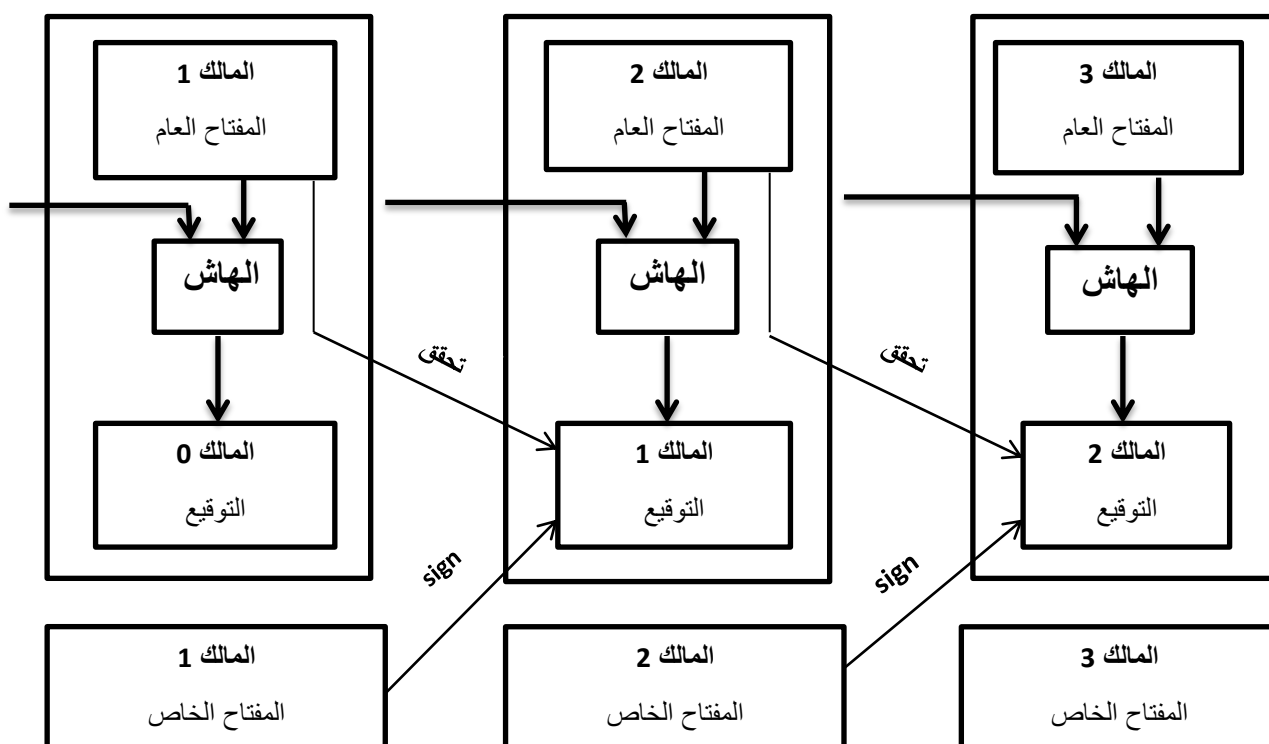 المالك 1
المفتاح العام
المالك 2
المفتاح العام
المالك 3
المفتاح العام
الهاش
الهاش
الهاش
تحقق
تحقق
المالك 0
التوقيع
المالك 1
التوقيع
المالك 2
التوقيع
sign
sign
المالك 1
المفتاح الخاص
المالك 2
المفتاح الخاص
المالك 3
المفتاح الخاص